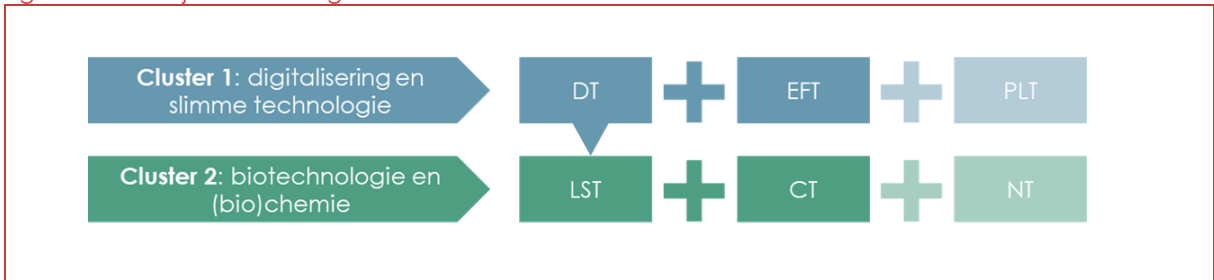 Cluster 1: digitalisering en
slimme technologie
DT
EFT
PLT
Cluster 2: biotechnologie en
(bio)chemie
LST
CT
NT